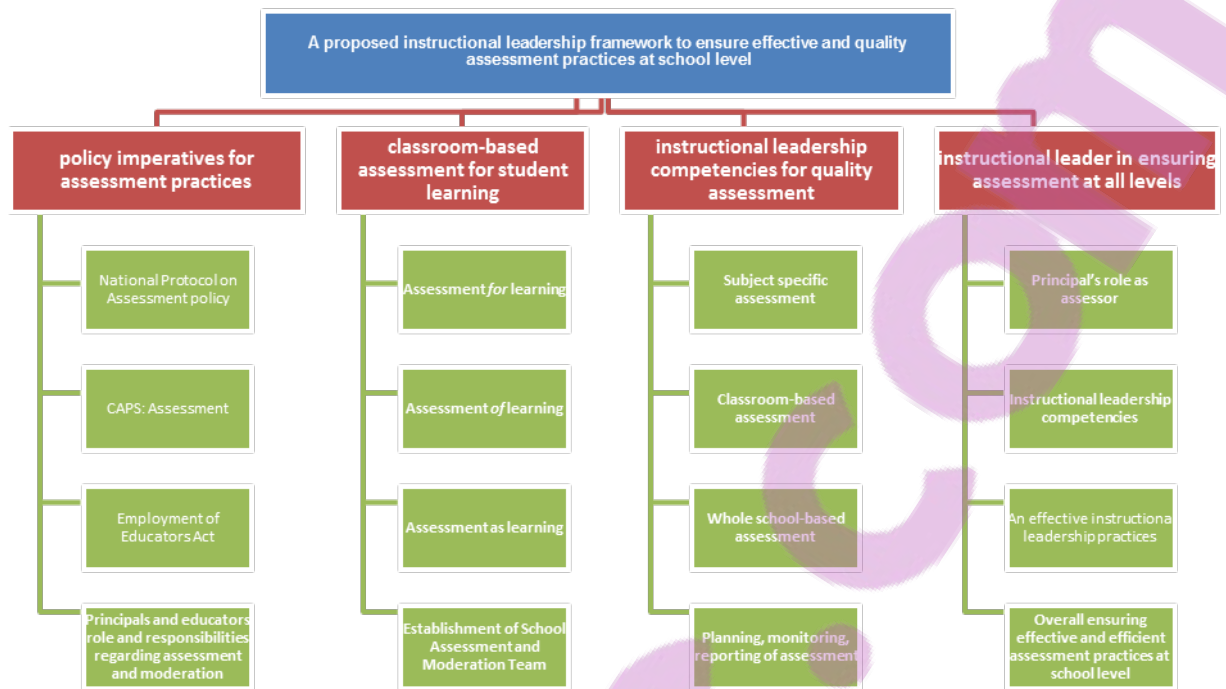 A proposed instructional leadership framework to ensure effective and quality
assessment practices at school level
policy imperatives for
assessment practices
National Protocol on
Assessment policy
CAPS: Assessment
Employment of
Educators Act
Principals and educators
role and responsibilities
regarding assessment
and moderation
classroom-based
assessment for student
learning
Assessment for learning
Assessment of learning
Assessment as learning
Establishment of School
Assessment and
Moderation Team
instructional leadership
competencies for quality
assessment
Subject specific
assessment
Classroom-based
assessment
Whole school-based
assessment
Planning, monitoring,
reporting of assessment
instructional leader in ensuring
assessment at all levels
Principal's role as
assessor
Instructional leadership
competencies
An effective instructional
leadership practices
Overall ensuring
effective and efficient
assessment practices at
school level